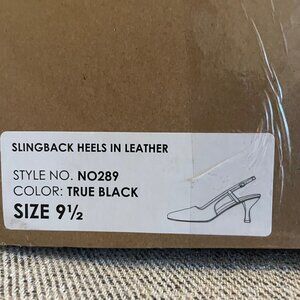 SLINGBACK HEELS IN LEATHER
STYLE NO. NO289
COLOR: TRUE BLACK
SIZE 9½